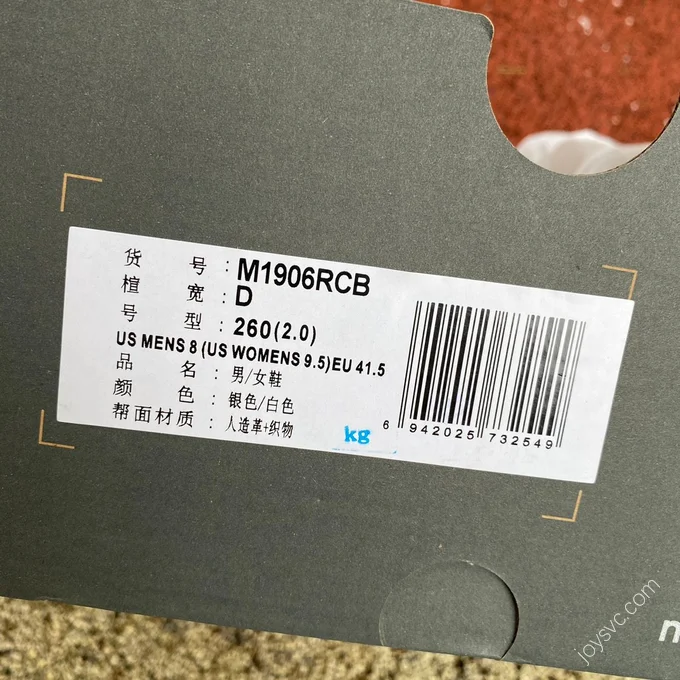 货 号 : M1906RCB
楦 宽 : D
号 型 : 260(2.0)
US MENS 8 (US WOMENS 9.5) EU 41.5
品 名 : 男/女鞋
颜 色 : 银色/白色
帮面材质 : 人造革+织物
kg
6 942025 732549
joysvc.com